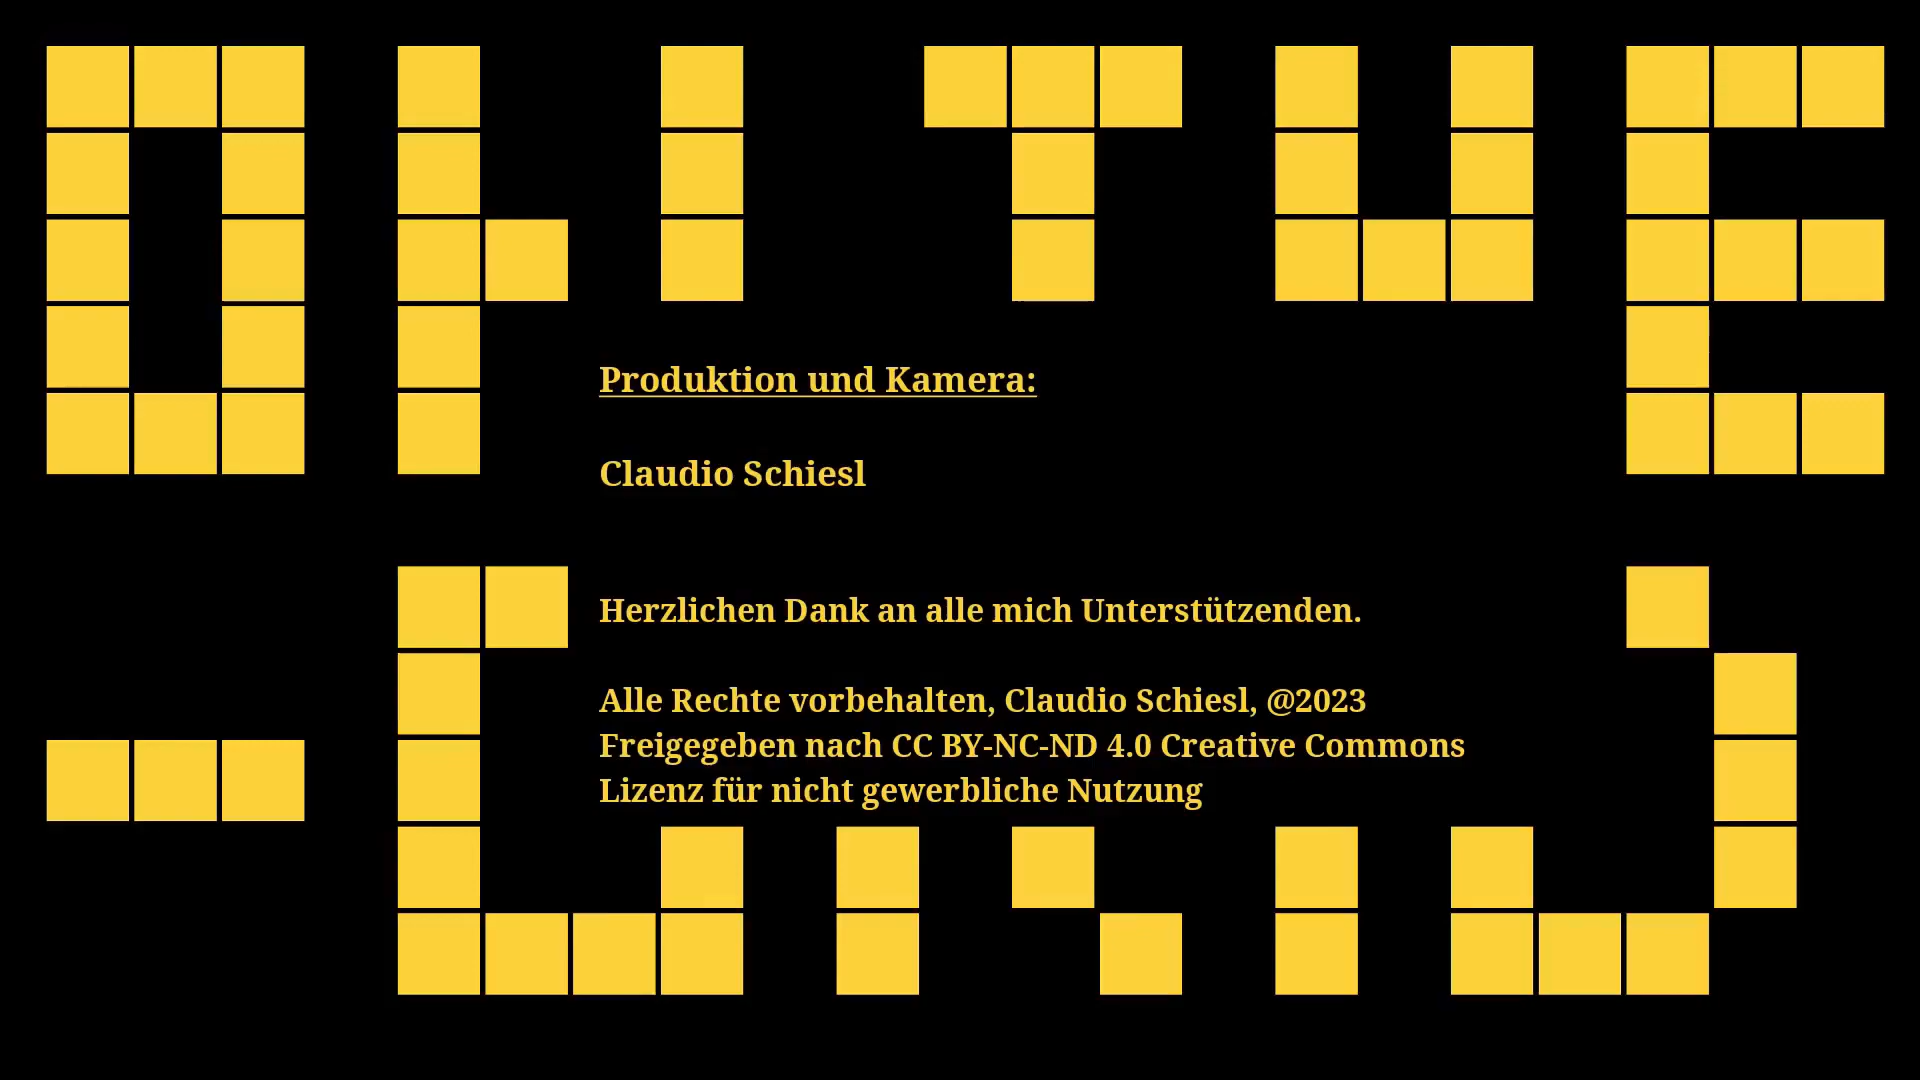 Produktion und Kamera:
Claudio Schiesl
Herzlichen Dank an alle mich Unterstützenden.
Alle Rechte vorbehalten, Claudio Schiesl, @2023
Freigegeben nach CC BY-NC-ND 4.0 Creative Commons
Lizenz für nicht gewerbliche Nutzung